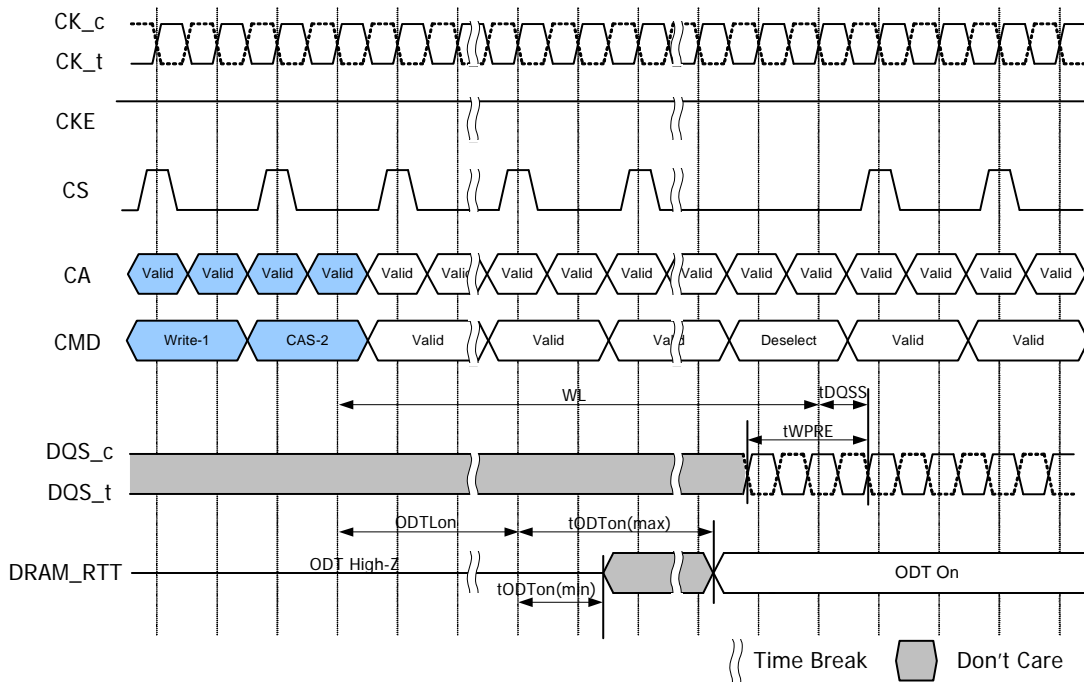 CK_c
CK_t
CKE
CS
CA Valid Valid Valid Valid Valid Valid Valid Valid Valid Valid Valid Valid Valid Valid Valid Valid
CMD Write-1 CAS-2 Valid Valid Valid Deselect Valid Valid
WL tDQSS
tWPRE
DQS_c
DQS_t
ODTLon tODTon(max)
DRAM_RTT ODT High-Z ODT On
tODTon(min)
Time Break Don't Care